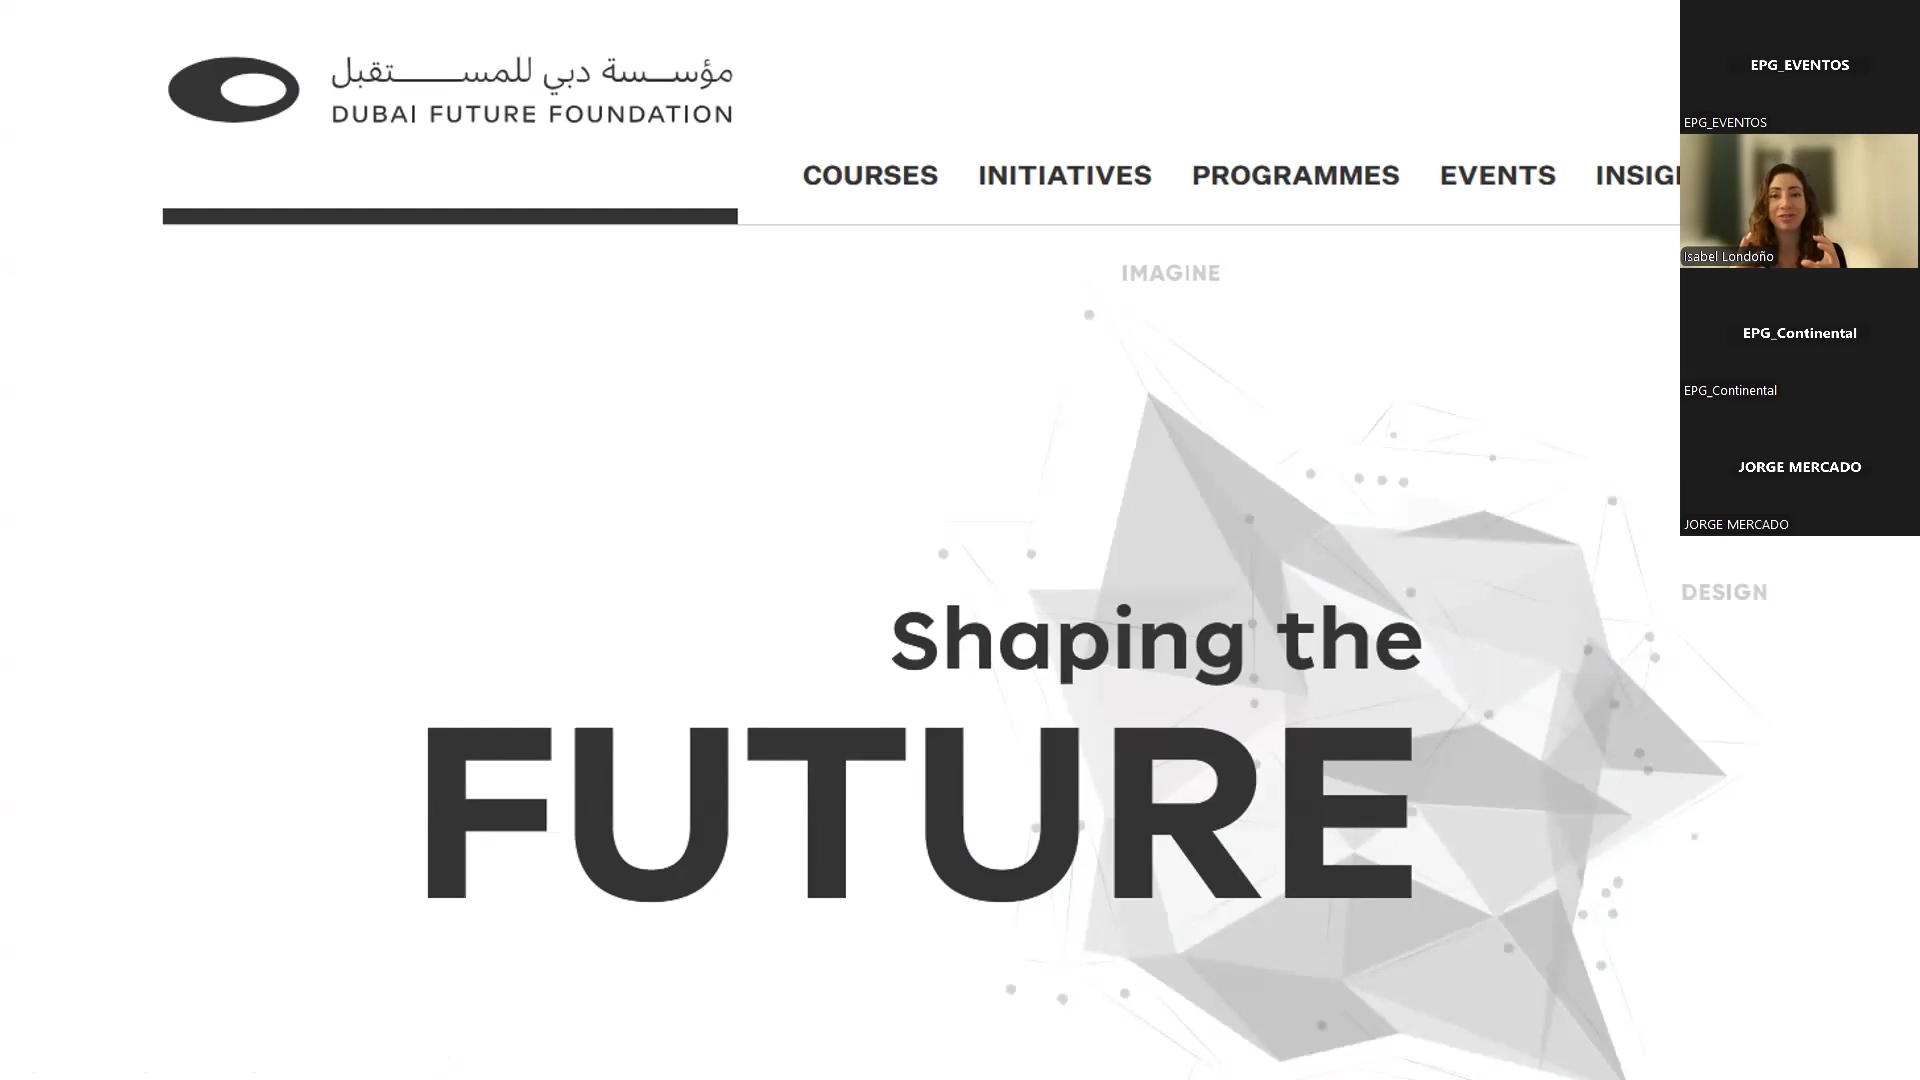 مؤسسة دبي للمستقبل
DUBAI FUTURE FOUNDATION
COURSES INITIATIVES PROGRAMMES EVENTS
IMAGINE
DESIGN
Shaping the
FUTURE
EPG_EVENTOS
EPG_EVENTOS
Isabel Londoño
EPG_Continental
EPG_Continental
JORGE MERCADO
JORGE MERCADO